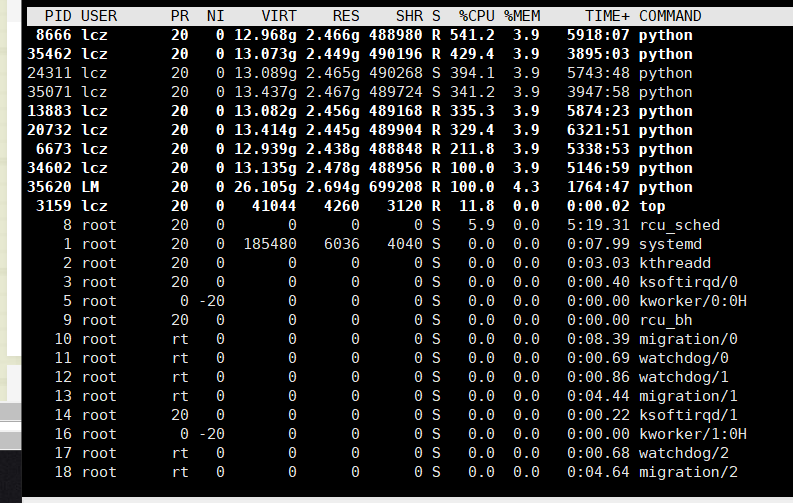 PID USER PR NI VIRT RES SHR S %CPU %MEM TIME+ COMMAND
8666 lcz 20 0 12.968g 2.466g 488980 R 541.2 3.9 5918:07 python
35462 lcz 20 0 13.073g 2.449g 490196 R 429.4 3.9 3895:03 python
24311 lcz 20 0 13.089g 2.465g 490268 S 394.1 3.9 5743:48 python
35071 lcz 20 0 13.437g 2.467g 489724 S 341.2 3.9 3947:58 python
13883 lcz 20 0 13.082g 2.456g 489168 R 335.3 3.9 5874:23 python
20732 lcz 20 0 13.414g 2.445g 489904 R 329.4 3.9 6321:51 python
6673 lcz 20 0 12.939g 2.438g 488848 R 211.8 3.9 5338:53 python
34602 lcz 20 0 13.135g 2.478g 488956 R 100.0 3.9 5146:59 python
35620 LM 20 0 26.105g 2.694g 699208 R 100.0 4.3 1764:47 python
3159 lcz 20 0 41044 4260 3120 R 11.8 0.0 0:00.02 top
8 root 20 0 0 0 0 S 5.9 0.0 5:19.31 rcu_sched
1 root 20 0 185480 6036 4040 S 0.0 0.0 0:07.99 systemd
2 root 20 0 0 0 0 S 0.0 0.0 0:03.03 kthreadd
3 root 20 0 0 0 0 S 0.0 0.0 0:00.40 ksoftirqd/0
5 root 0 -20 0 0 0 S 0.0 0.0 0:00.00 kworker/0:0H
9 root 20 0 0 0 0 S 0.0 0.0 0:00.00 rcu_bh
10 root rt 0 0 0 0 S 0.0 0.0 0:08.39 migration/0
11 root rt 0 0 0 0 S 0.0 0.0 0:00.69 watchdog/0
12 root rt 0 0 0 0 S 0.0 0.0 0:00.86 watchdog/1
13 root rt 0 0 0 0 S 0.0 0.0 0:04.44 migration/1
14 root 20 0 0 0 0 S 0.0 0.0 0:00.22 ksoftirqd/1
16 root 0 -20 0 0 0 S 0.0 0.0 0:00.00 kworker/1:0H
17 root rt 0 0 0 0 S 0.0 0.0 0:00.68 watchdog/2
18 root rt 0 0 0 0 S 0.0 0.0 0:04.64 migration/2